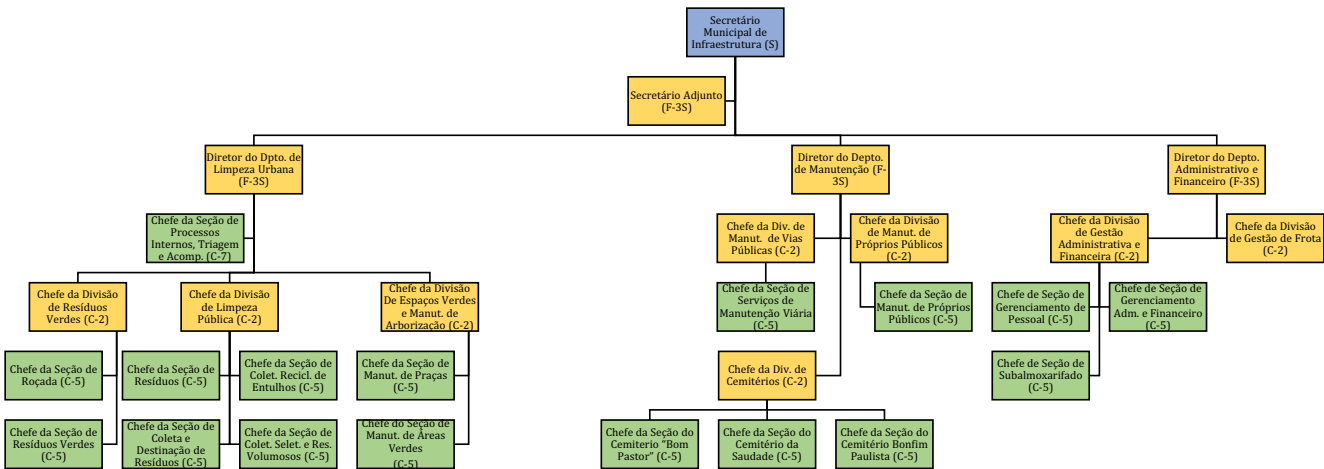 Secretário
Municipal de
Infraestrutura (S)
Secretário Adjunto
(F-3S)
Diretor do Dpto. de
Limpeza Urbana
(F-3S)
Diretor do Depto.
de Manutenção (F-
3S)
Diretor do Depto.
Administrativo e
Financeiro (F-3S)
Chefe da Seção de
Processos
Internos, Triagem
e Acomp. (C-7)
Chefe da Div. de
Manut. de Vias
Públicas (C-2)
Chefe da Divisão
de Manut. de
Próprios Públicos
(C-2)
Chefe da Divisão
de Gestão
Administrativa e
Financeira (C-2)
Chefe da Divisão
de Gestão de Frota
(C-2)
Chefe da Divisão
de Resíduos
Verdes (C-2)
Chefe da Divisão
de Limpeza
Pública (C-2)
Chefe da Divisão
De Espaços Verdes
e Manut. de
Arborização (C-2)
Chefe da Seção de
Serviços de
Manutenção Viária
(C-5)
Chefe da Seção de
Manut. de Próprios
Públicos (C-5)
Chefe de Seção de
Gerenciamento de
Pessoal (C-5)
Chefe de Seção de
Gerenciamento
Adm. e Financeiro
(C-5)
Chefe da Seção de
Roçada (C-5)
Chefe da Seção de
Resíduos (C-5)
Chefe da Seção de
Colet. Recicl. de
Entulhos (C-5)
Chefe da Seção de
Manut. de Praças
(C-5)
Chefe da Div. de
Cemitérios (C-2)
Chefe de Seção de
Subalmoxarifado
(C-5)
Chefe da Seção de
Resíduos Verdes
(C-5)
Chefe da Seção de
Coleta e
Destinação de
Resíduos (C-5)
Chefe da Seção de
Colet. Selet. e Res.
Volumosos (C-5)
Chefe do Seção de
Manut. de Áreas
Verdes
(C-5)
Chefe da Seção do
Cemiterio "Bom
Pastor" (C-5)
Chefe da Seção do
Cemitério da
Saudade (C-5)
Chefe da Seção do
Cemitério Bonfim
Paulista (C-5)